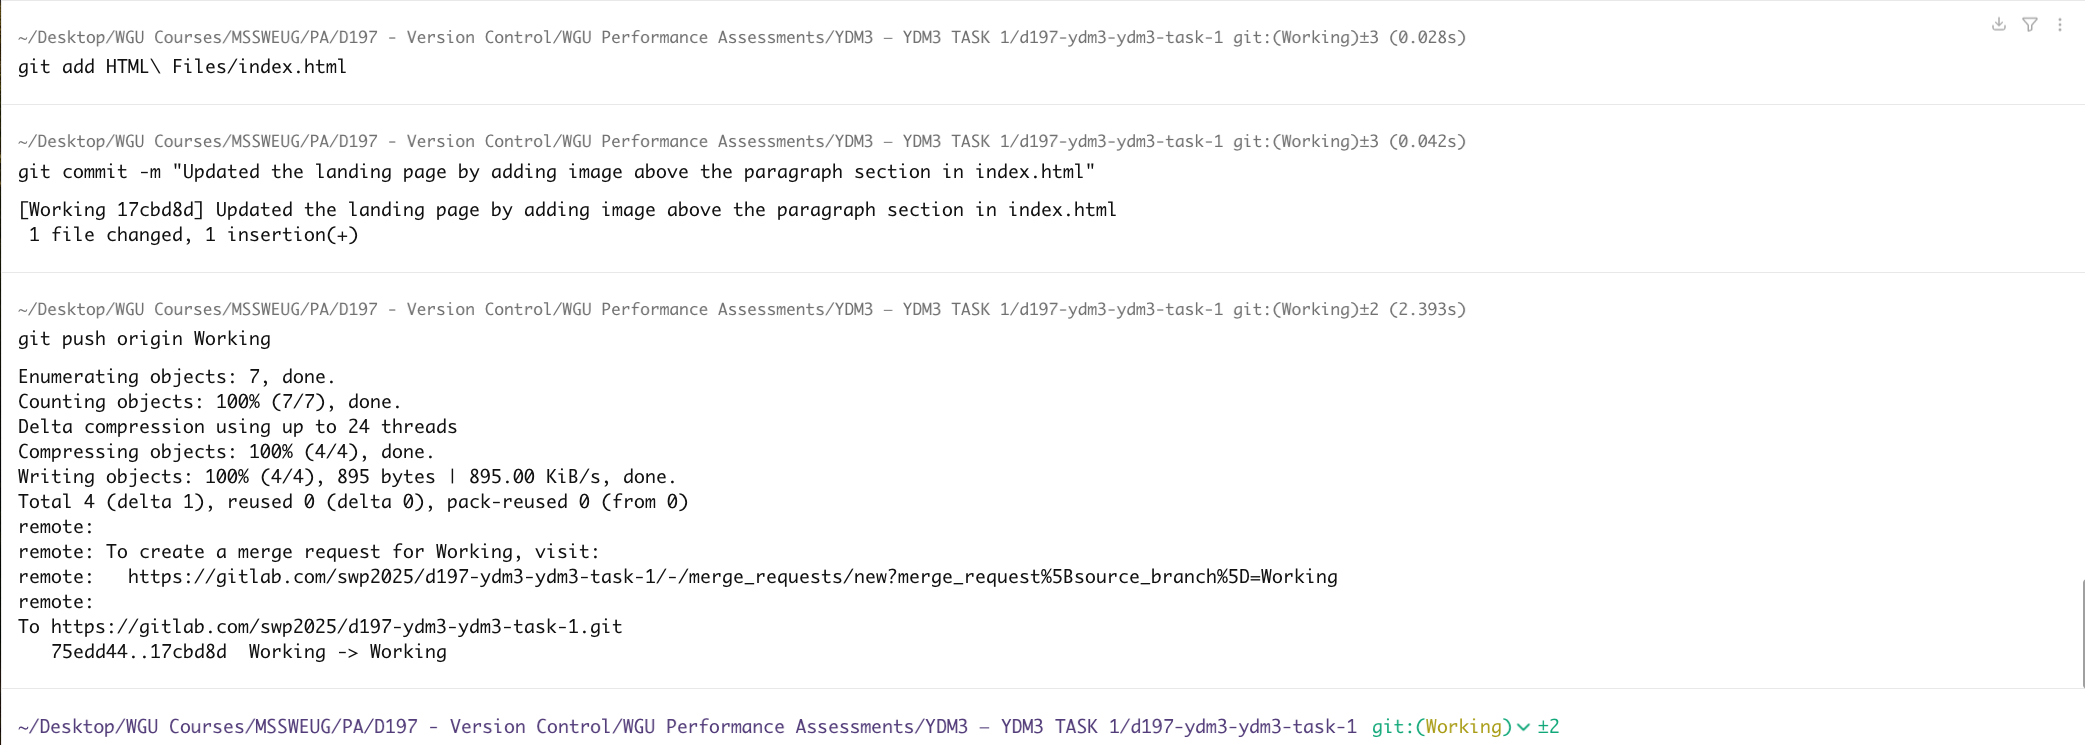 ~/Desktop/WGU Courses/MSSWEUG/PA/D197 - Version Control/WGU Performance Assessments/YDM3 — YDM3 TASK 1/d197-ydm3-ydm3-task-1 git:(Working)±3 (0.028s)
git add HTML\ Files/index.html
~/Desktop/WGU Courses/MSSWEUG/PA/D197 - Version Control/WGU Performance Assessments/YDM3 — YDM3 TASK 1/d197-ydm3-ydm3-task-1 git:(Working)±3 (0.042s)
git commit -m "Updated the landing page by adding image above the paragraph section in index.html"
[Working 17cbd8d] Updated the landing page by adding image above the paragraph section in index.html
 1 file changed, 1 insertion(+)
~/Desktop/WGU Courses/MSSWEUG/PA/D197 - Version Control/WGU Performance Assessments/YDM3 — YDM3 TASK 1/d197-ydm3-ydm3-task-1 git:(Working)±2 (2.393s)
git push origin Working
Enumerating objects: 7, done.
Counting objects: 100% (7/7), done.
Delta compression using up to 24 threads
Compressing objects: 100% (4/4), done.
Writing objects: 100% (4/4), 895 bytes | 895.00 KiB/s, done.
Total 4 (delta 1), reused 0 (delta 0), pack-reused 0 (from 0)
remote:
remote: To create a merge request for Working, visit:
remote:   https://gitlab.com/swp2025/d197-ydm3-ydm3-task-1/-/merge_requests/new?merge_request%5Bsource_branch%5D=Working
remote:
To https://gitlab.com/swp2025/d197-ydm3-ydm3-task-1.git
   75edd44..17cbd8d  Working -> Working
~/Desktop/WGU Courses/MSSWEUG/PA/D197 - Version Control/WGU Performance Assessments/YDM3 — YDM3 TASK 1/d197-ydm3-ydm3-task-1 git:(Working) ±2